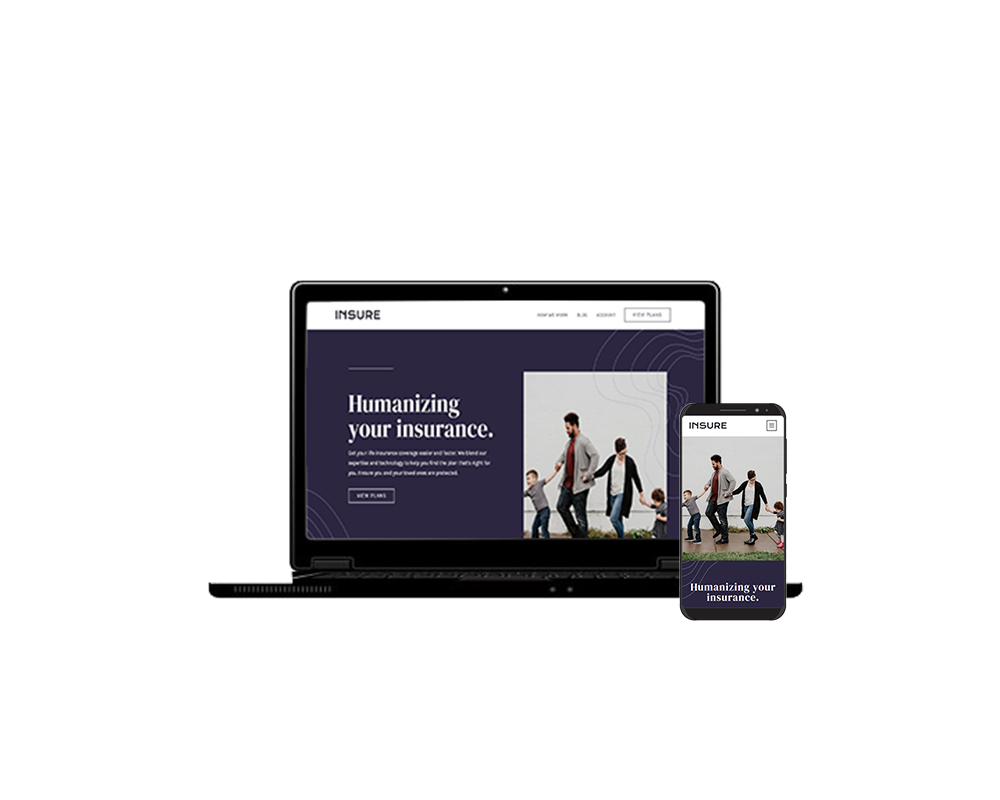 INSURE
HOW WE WORK BLOG ACCOUNT VIEW PLANS
Humanizing
your insurance.
Get your life insurance coverage easier and faster. We blend our
expertise and technology to help you find the plan that's right for
you. Ensure you and your loved ones are protected.
VIEW PLANS
INSURE
Humanizing your
insurance.